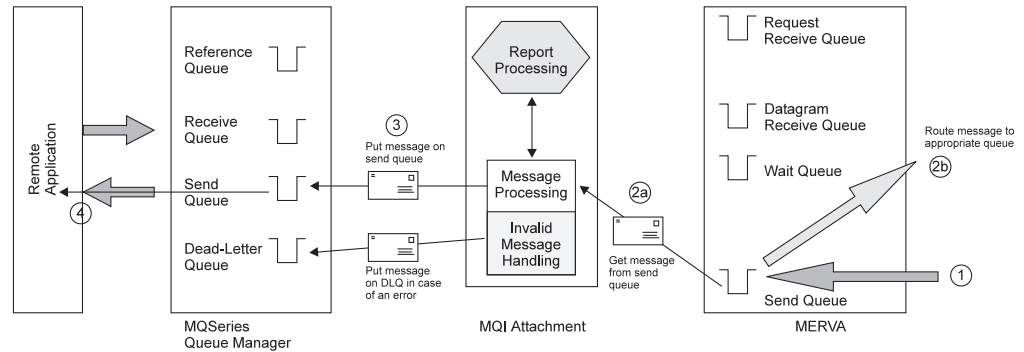 Remote
Application
Reference
Queue
Receive
Queue
Send
Queue
Dead-Letter
Queue
MQSeries
Queue Manager
3
Put message on
send queue
Put message
on DLQ in case
of an error
4
Report
Processing
Message
Processing
Invalid
Message
Handling
MQI Attachment
2a
Get message
from send
queue
Request
Receive Queue
Datagram
Receive Queue
Wait Queue
Send Queue
MERVA
Route message to
appropriate queue
2b
1